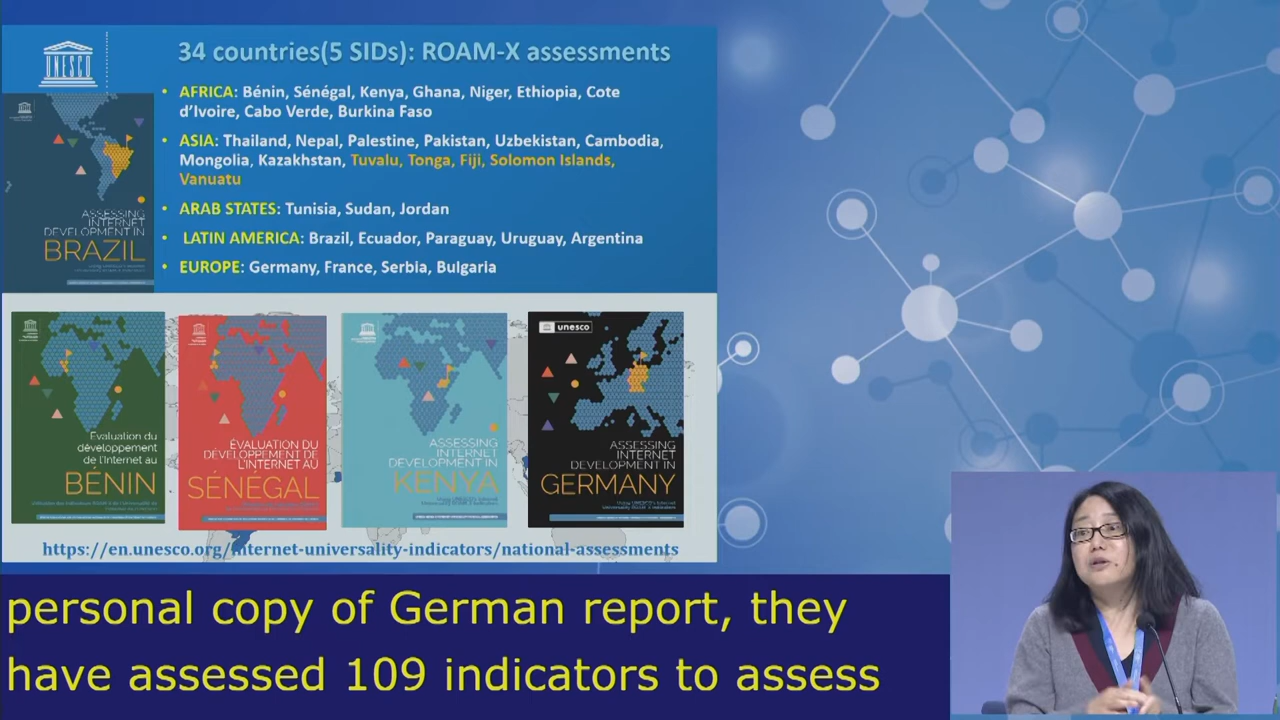 UNESCO
34 countries(5 SIDs): ROAM-X assessments
• AFRICA: Bénin, Sénégal, Kenya, Ghana, Niger, Ethiopia, Cote
d’Ivoire, Cabo Verde, Burkina Faso
• ASIA: Thailand, Nepal, Palestine, Pakistan, Uzbekistan, Cambodia,
Mongolia, Kazakhstan, Tuvalu, Tonga, Fiji, Solomon Islands,
Vanuatu
• ARAB STATES: Tunisia, Sudan, Jordan
• LATIN AMERICA: Brazil, Ecuador, Paraguay, Uruguay, Argentina
• EUROPE: Germany, France, Serbia, Bulgaria
ASSESSING
INTERNET
DEVELOPMENT IN
BRAZIL
Évaluation du
développement
de l'Internet au
BÉNIN
ÉVALUATION DU
DÉVELOPPEMENT DE
L'INTERNET AU
SÉNÉGAL
ASSESSING
INTERNET
DEVELOPMENT IN
KENYA
unesco
ASSESSING
INTERNET
DEVELOPMENT IN
GERMANY
https://en.unesco.org/internet-universality-indicators/national-assessments
personal copy of German report, they
have assessed 109 indicators to assess